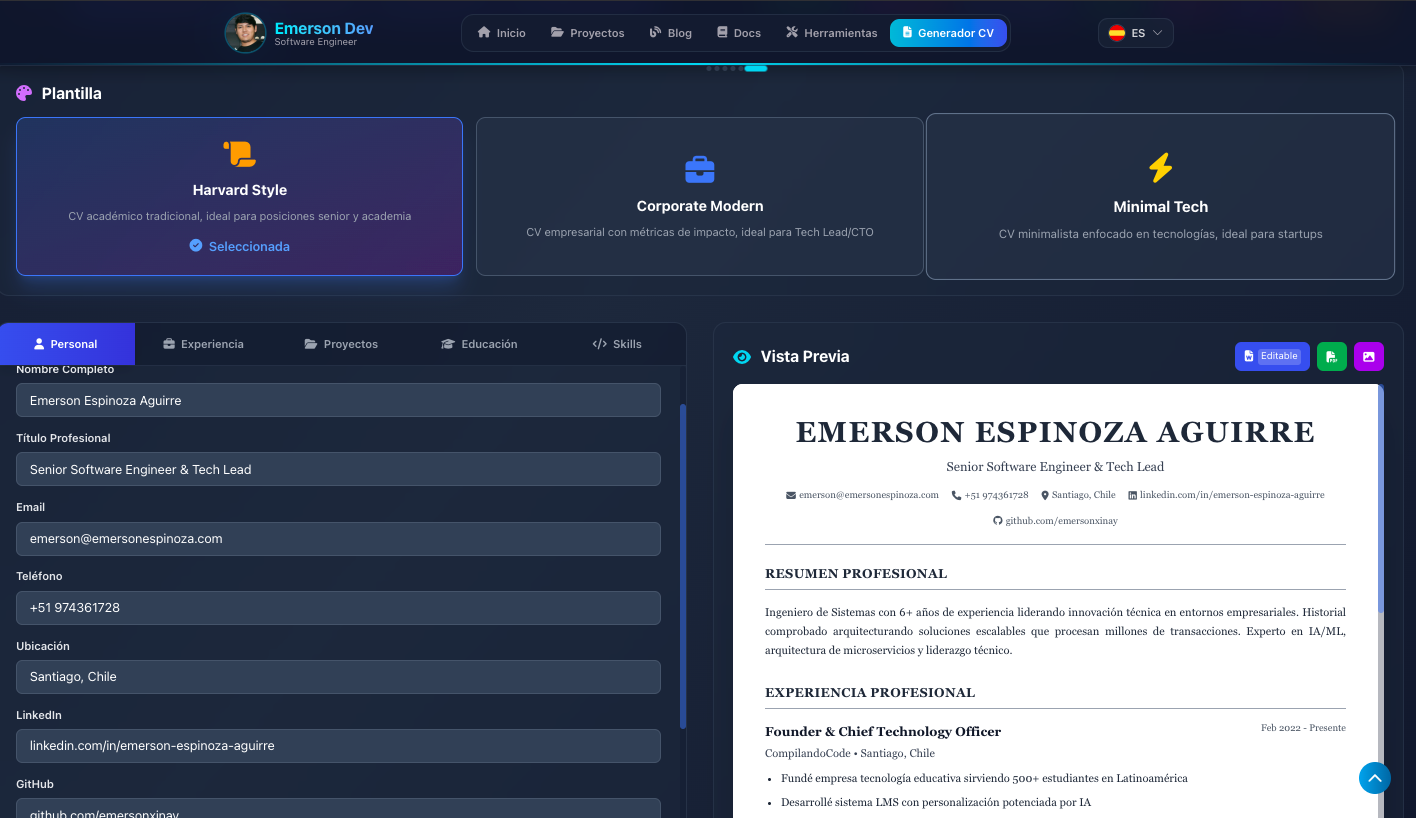 Emerson Dev
Software Engineer
Inicio
Proyectos
Blog
Docs
Herramientas
Generador CV
ES
Plantilla
Harvard Style
CV académico tradicional, ideal para posiciones senior y academia
Seleccionada
Corporate Modern
CV empresarial con métricas de impacto, ideal para Tech Lead/CTO
Minimal Tech
CV minimalista enfocado en tecnologías, ideal para startups
Personal
Experiencia
Proyectos
Educación
Skills
Nombre Completo
Emerson Espinoza Aguirre
Título Profesional
Senior Software Engineer & Tech Lead
Email
emerson@emersonespinoza.com
Teléfono
+51 974361728
Ubicación
Santiago, Chile
LinkedIn
linkedin.com/in/emerson-espinoza-aguirre
GitHub
github.com/emersonxinay
Vista Previa
Editable
EMERSON ESPINOZA AGUIRRE
Senior Software Engineer & Tech Lead
emerson@emersonespinoza.com +51 974361728 Santiago, Chile linkedin.com/in/emerson-espinoza-aguirre
github.com/emersonxinay
RESUMEN PROFESIONAL
Ingeniero de Sistemas con 6+ años de experiencia liderando innovación técnica en entornos empresariales. Historial
comprobado arquitecturando soluciones escalables que procesan millones de transacciones. Experto en IA/ML,
arquitectura de microservicios y liderazgo técnico.
EXPERIENCIA PROFESIONAL
Founder & Chief Technology Officer
Feb 2022 - Presente
CompilandoCode • Santiago, Chile
• Fundé empresa tecnología educativa sirviendo 500+ estudiantes en Latinoamérica
• Desarrollé sistema LMS con personalización potenciada por IA